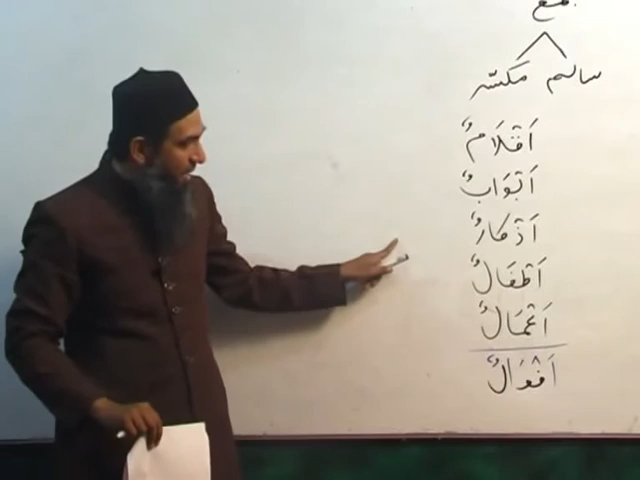 جمع
سالم مکسّر
اَقْلَامٌ
اَبْوَابٌ
اَذْکَارٌ
اَطْفَالٌ
اَعْمَالٌ
اَفْوَالٌ